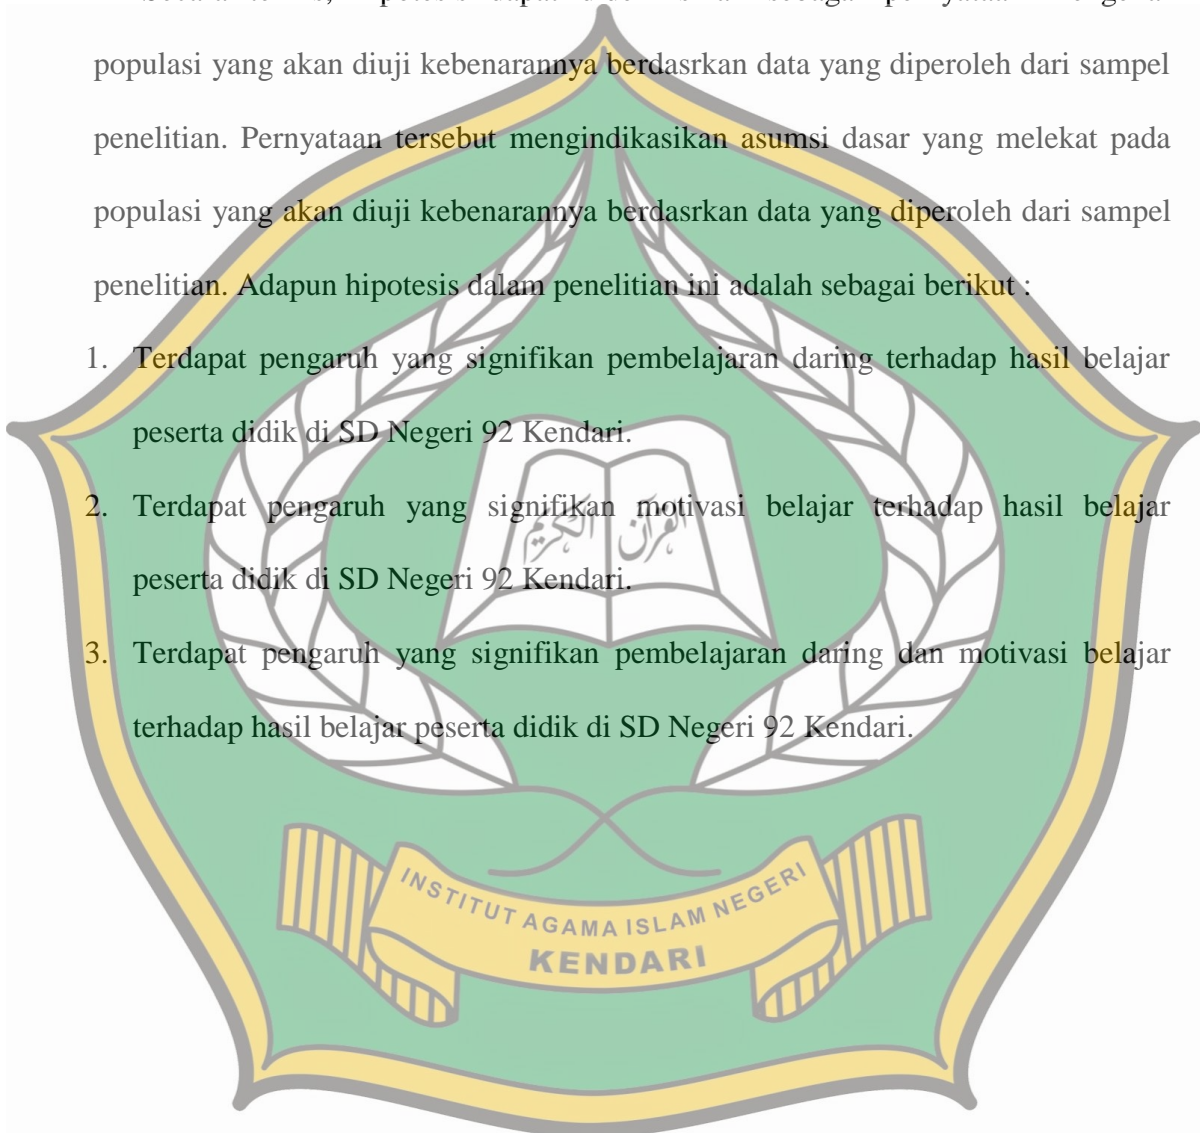 populasi yang akan diuji kebenarannya berdasrkan data yang diperoleh dari sampel
penelitian. Pernyataan tersebut mengindikasikan asumsi dasar yang melekat pada
populasi yang akan diuji kebenarannya berdasrkan data yang diperoleh dari sampel
penelitian. Adapun hipotesis dalam penelitian ini adalah sebagai berikut :
1. Terdapat pengaruh yang signifikan pembelajaran daring terhadap hasil belajar
peserta didik di SD Negeri 92 Kendari.
2. Terdapat pengaruh yang signifikan motivasi belajar terhadap hasil belajar
peserta didik di SD Negeri 92 Kendari.
3. Terdapat pengaruh yang signifikan pembelajaran daring dan motivasi belajar
terhadap hasil belajar peserta didik di SD Negeri 92 Kendari.
القرآن الكريم
INSTITUT AGAMA ISLAM NEGERI
KENDARI